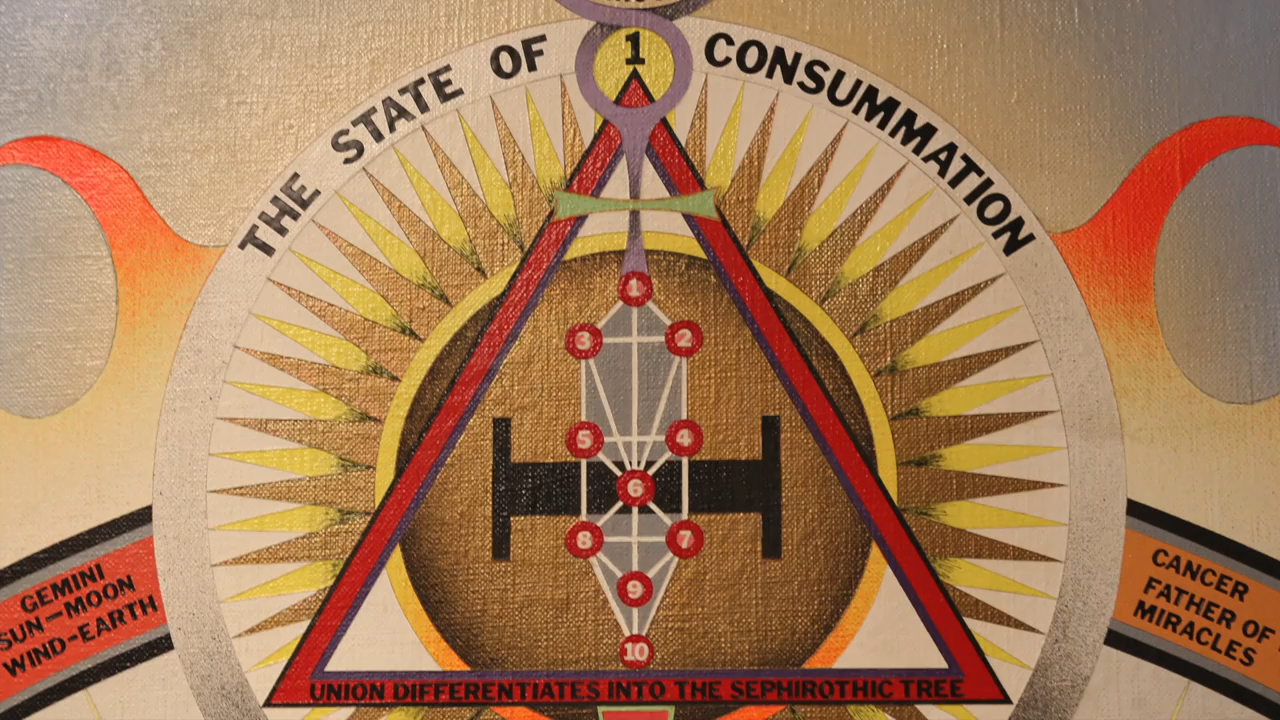 THE STATE OF
1
CONSUMMATION
1
3
2
5
4
6
8
7
9
10
GEMINI
SUN-MOON
WIND-EARTH
CANCER
FATHER OF
MIRACLES
UNION DIFFERENTIATES INTO THE SEPHIROTHIC TREE